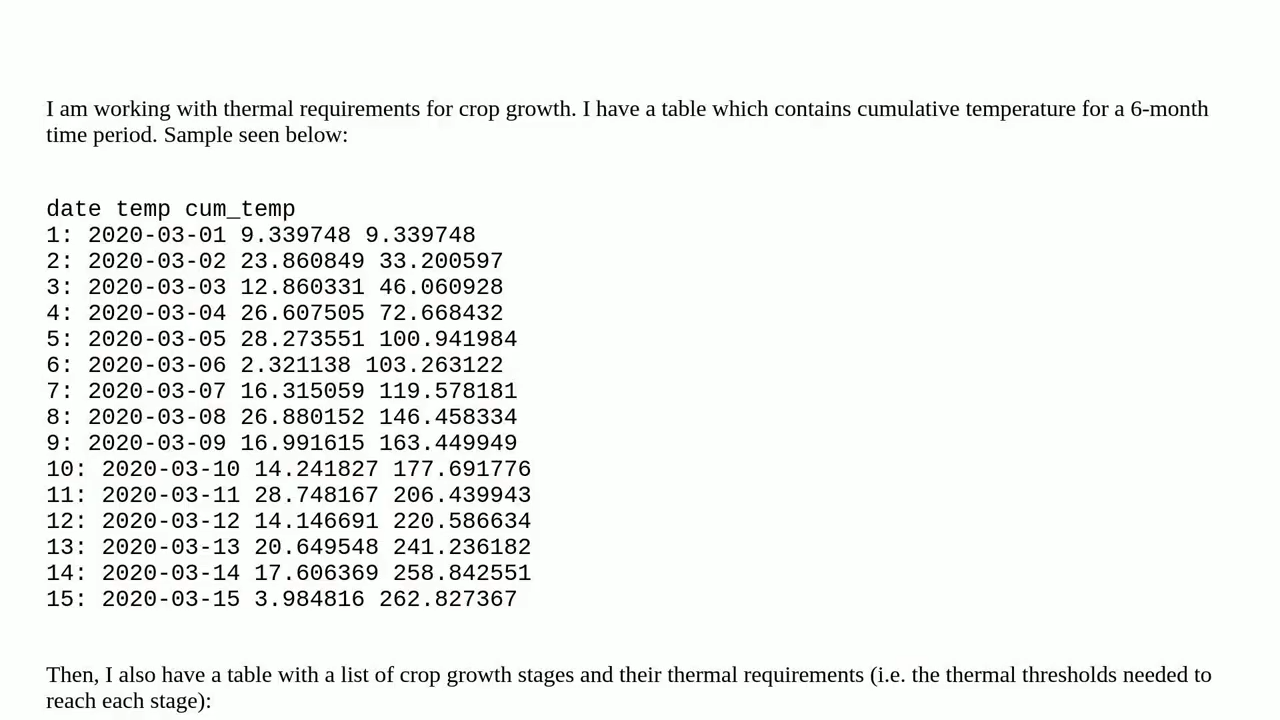 I am working with thermal requirements for crop growth. I have a table which contains cumulative temperature for a 6-month
time period. Sample seen below:
date temp cum_temp
1: 2020-03-01 9.339748 9.339748
2: 2020-03-02 23.860849 33.200597
3: 2020-03-03 12.860331 46.060928
4: 2020-03-04 26.607505 72.668432
5: 2020-03-05 28.273551 100.941984
6: 2020-03-06 2.321138 103.263122
7: 2020-03-07 16.315059 119.578181
8: 2020-03-08 26.880152 146.458334
9: 2020-03-09 16.991615 163.449949
10: 2020-03-10 14.241827 177.691776
11: 2020-03-11 28.748167 206.439943
12: 2020-03-12 14.146691 220.586634
13: 2020-03-13 20.649548 241.236182
14: 2020-03-14 17.606369 258.842551
15: 2020-03-15 3.984816 262.827367
Then, I also have a table with a list of crop growth stages and their thermal requirements (i.e. the thermal thresholds needed to
reach each stage):